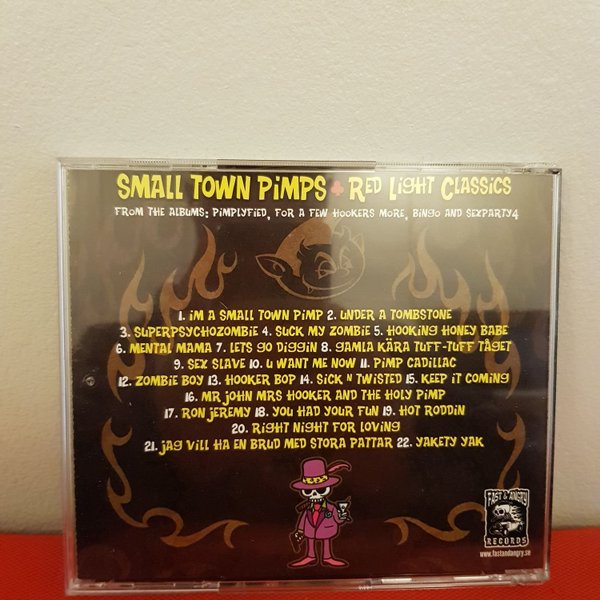 SMALL TOWN PIMPS ♣ RED LIGHT CLASSICS
FROM THE ALBUMS: PIMPLYFIED, FOR A FEW HOOKERS MORE, BINGO AND SEXPARTY4
1. IM A SMALL TOWN PIMP 2. UNDER A TOMBSTONE
3. SUPERPSYCHOZOMBIE 4. SUCK MY ZOMBIE 5. HOOKING HONEY BABE
6. MENTAL MAMA 7. LETS GO DIGGIN 8. GAMLA KÄRA TUFF-TUFF TÅGET
9. SEX SLAVE 10. U WANT ME NOW 11. PIMP CADILLAC
12. ZOMBIE BOY 13. HOOKER BOP 14. SICK N TWISTED 15. KEEP IT COMING
16. MR JOHN MRS HOOKER AND THE HOLY PIMP
17. RON JEREMY 18. YOU HAD YOUR FUN 19. HOT RODDIN
20. RIGHT NIGHT FOR LOVING
21. JAG VILL HA EN BRUD MED STORA PATTAR 22. YAKETY YAK
FAST & ANGRY
RECORDS
www.fastandangry.se